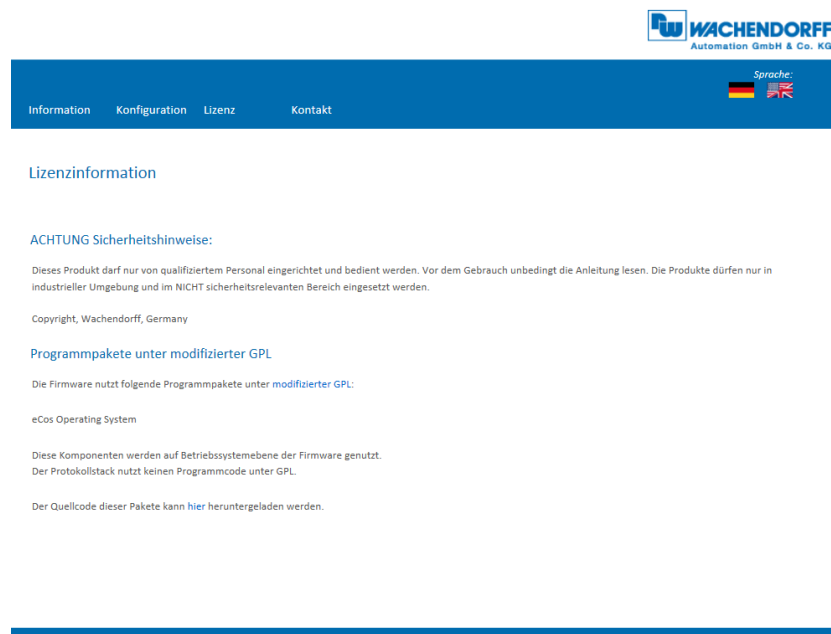 WACHENDORFF
Automation GmbH & Co. KG
Sprache:
Information Konfiguration Lizenz Kontakt
Lizenzinformation
ACHTUNG Sicherheitshinweise:
Dieses Produkt darf nur von qualifiziertem Personal eingerichtet und bedient werden. Vor dem Gebrauch unbedingt die Anleitung lesen. Die Produkte dürfen nur in
industrieller Umgebung und im NICHT sicherheitsrelevanten Bereich eingesetzt werden.
Copyright, Wachendorff, Germany
Programmpakete unter modifizierter GPL
Die Firmware nutzt folgende Programmpakete unter modifizierter GPL:
eCos Operating System
Diese Komponenten werden auf Betriebssystemebene der Firmware genutzt.
Der Protokollstack nutzt keinen Programmcode unter GPL.
Der Quellcode dieser Pakete kann hier heruntergeladen werden.